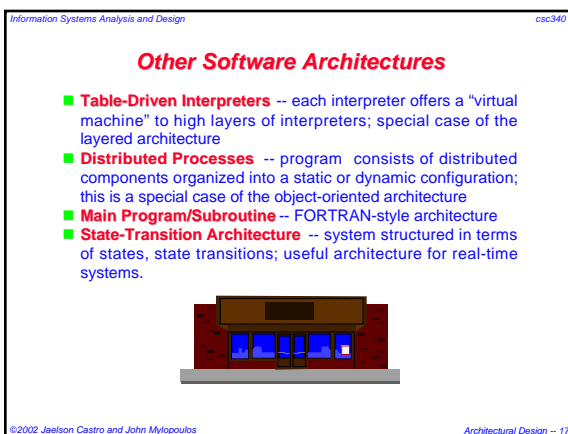 Information Systems Analysis and Design csc340
Other Software Architectures
Table-Driven Interpreters -- each interpreter offers a “virtual
machine” to high layers of interpreters; special case of the
layered architecture
Distributed Processes -- program consists of distributed
components organized into a static or dynamic configuration;
this is a special case of the object-oriented architecture
Main Program/Subroutine -- FORTRAN-style architecture
State-Transition Architecture -- system structured in terms
of states, state transitions; useful architecture for real-time
systems.
©2002 Jaelson Castro and John Mylopoulos Architectural Design -- 17